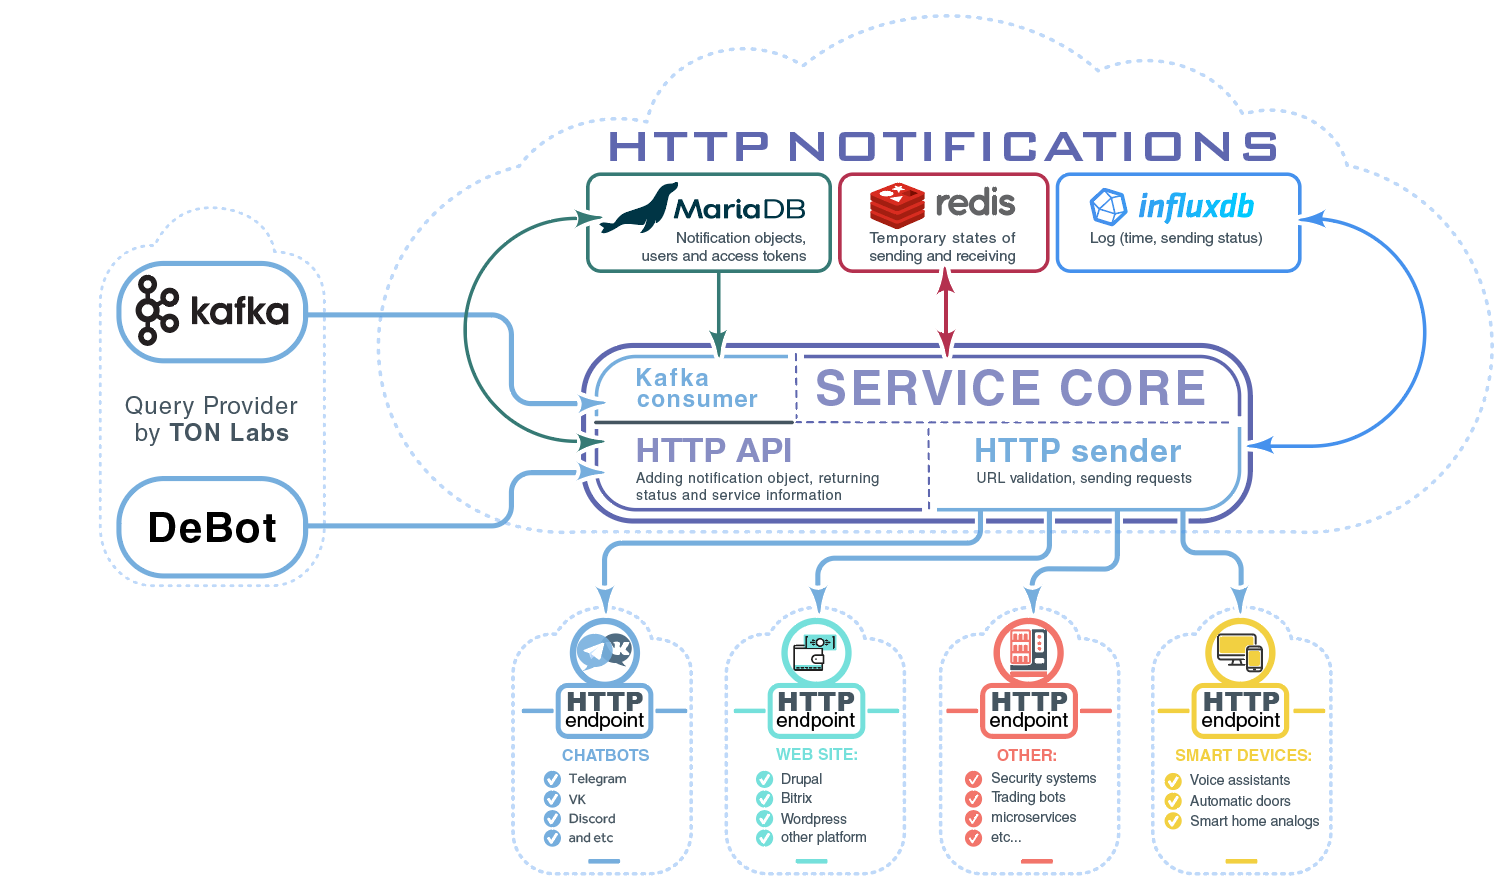 HTTP NOTIFICATIONS
MariaDB
Notification objects,
users and access tokens
redis
Temporary states of
sending and receiving
influxdb
Log (time, sending status)
kafka
Query Provider
by TON Labs
DeBot
Kafka
consumer
SERVICE CORE
HTTP API
Adding notification object, returning
status and service information
HTTP sender
URL validation, sending requests
K
HTTP
endpoint
CHATBOTS
Telegram
VK
Discord
and etc
HTTP
endpoint
WEB SITE:
Drupal
Bitrix
Wordpress
other platform
HTTP
endpoint
OTHER:
Security systems
Trading bots
microservices
etc...
HTTP
endpoint
SMART DEVICES:
Voice assistants
Automatic doors
Smart home analogs